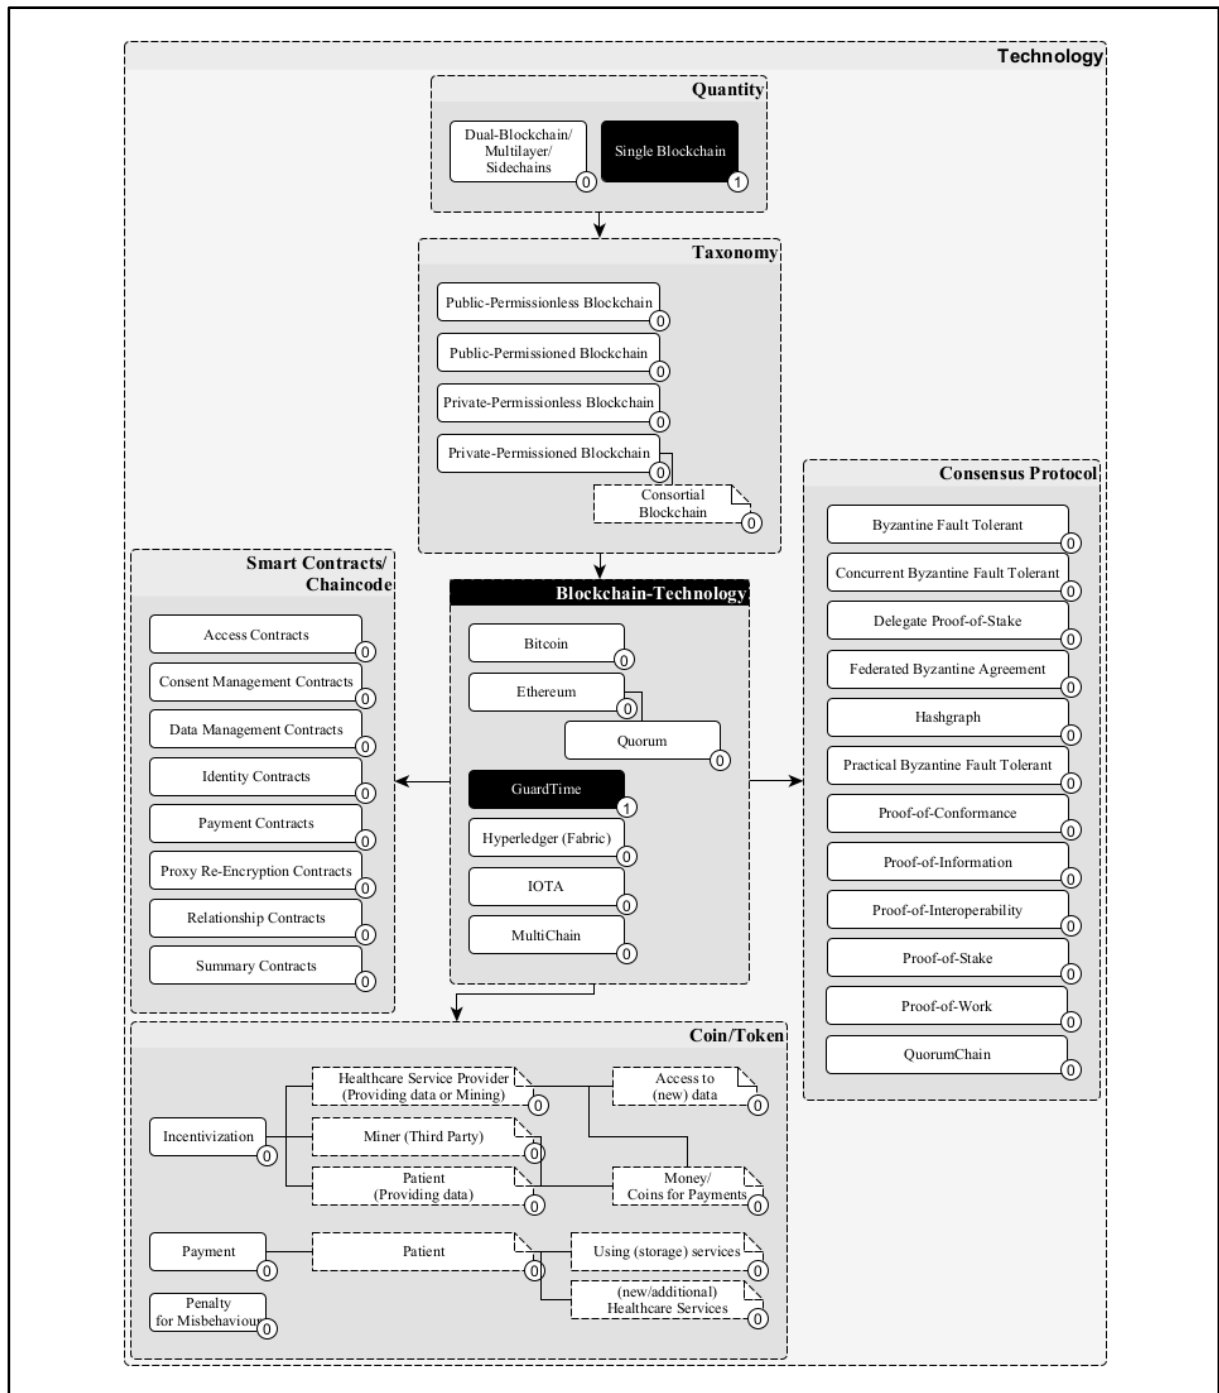 Technology
Quantity
Dual-Blockchain/
Multilayer/
Sidechains
0
Single Blockchain
1
Taxonomy
Public-Permissionless Blockchain
0
Public-Permissioned Blockchain
0
Private-Permissionless Blockchain
0
Private-Permissioned Blockchain
0
Consortial
Blockchain
0
Smart Contracts/
Chaincode
Access Contracts
0
Consent Management Contracts
0
Data Management Contracts
0
Identity Contracts
0
Payment Contracts
0
Proxy Re-Encryption Contracts
0
Relationship Contracts
0
Summary Contracts
0
Blockchain-Technology
Bitcoin
0
Ethereum
0
Quorum
0
GuardTime
1
Hyperledger (Fabric)
0
IOTA
0
MultiChain
0
Consensus Protocol
Byzantine Fault Tolerant
0
Concurrent Byzantine Fault Tolerant
0
Delegate Proof-of-Stake
0
Federated Byzantine Agreement
0
Hashgraph
0
Practical Byzantine Fault Tolerant
0
Proof-of-Conformance
0
Proof-of-Information
0
Proof-of-Interoperability
0
Proof-of-Stake
0
Proof-of-Work
0
QuorumChain
0
Coin/Token
Incentivization
0
Healthcare Service Provider
(Providing data or Mining)
0
Miner (Third Party)
0
Patient
(Providing data)
0
Access to
(new) data
0
Money/
Coins for Payments
0
Payment
0
Patient
0
Using (storage) services
0
(new/additional)
Healthcare Services
0
Penalty
for Misbehaviour
0